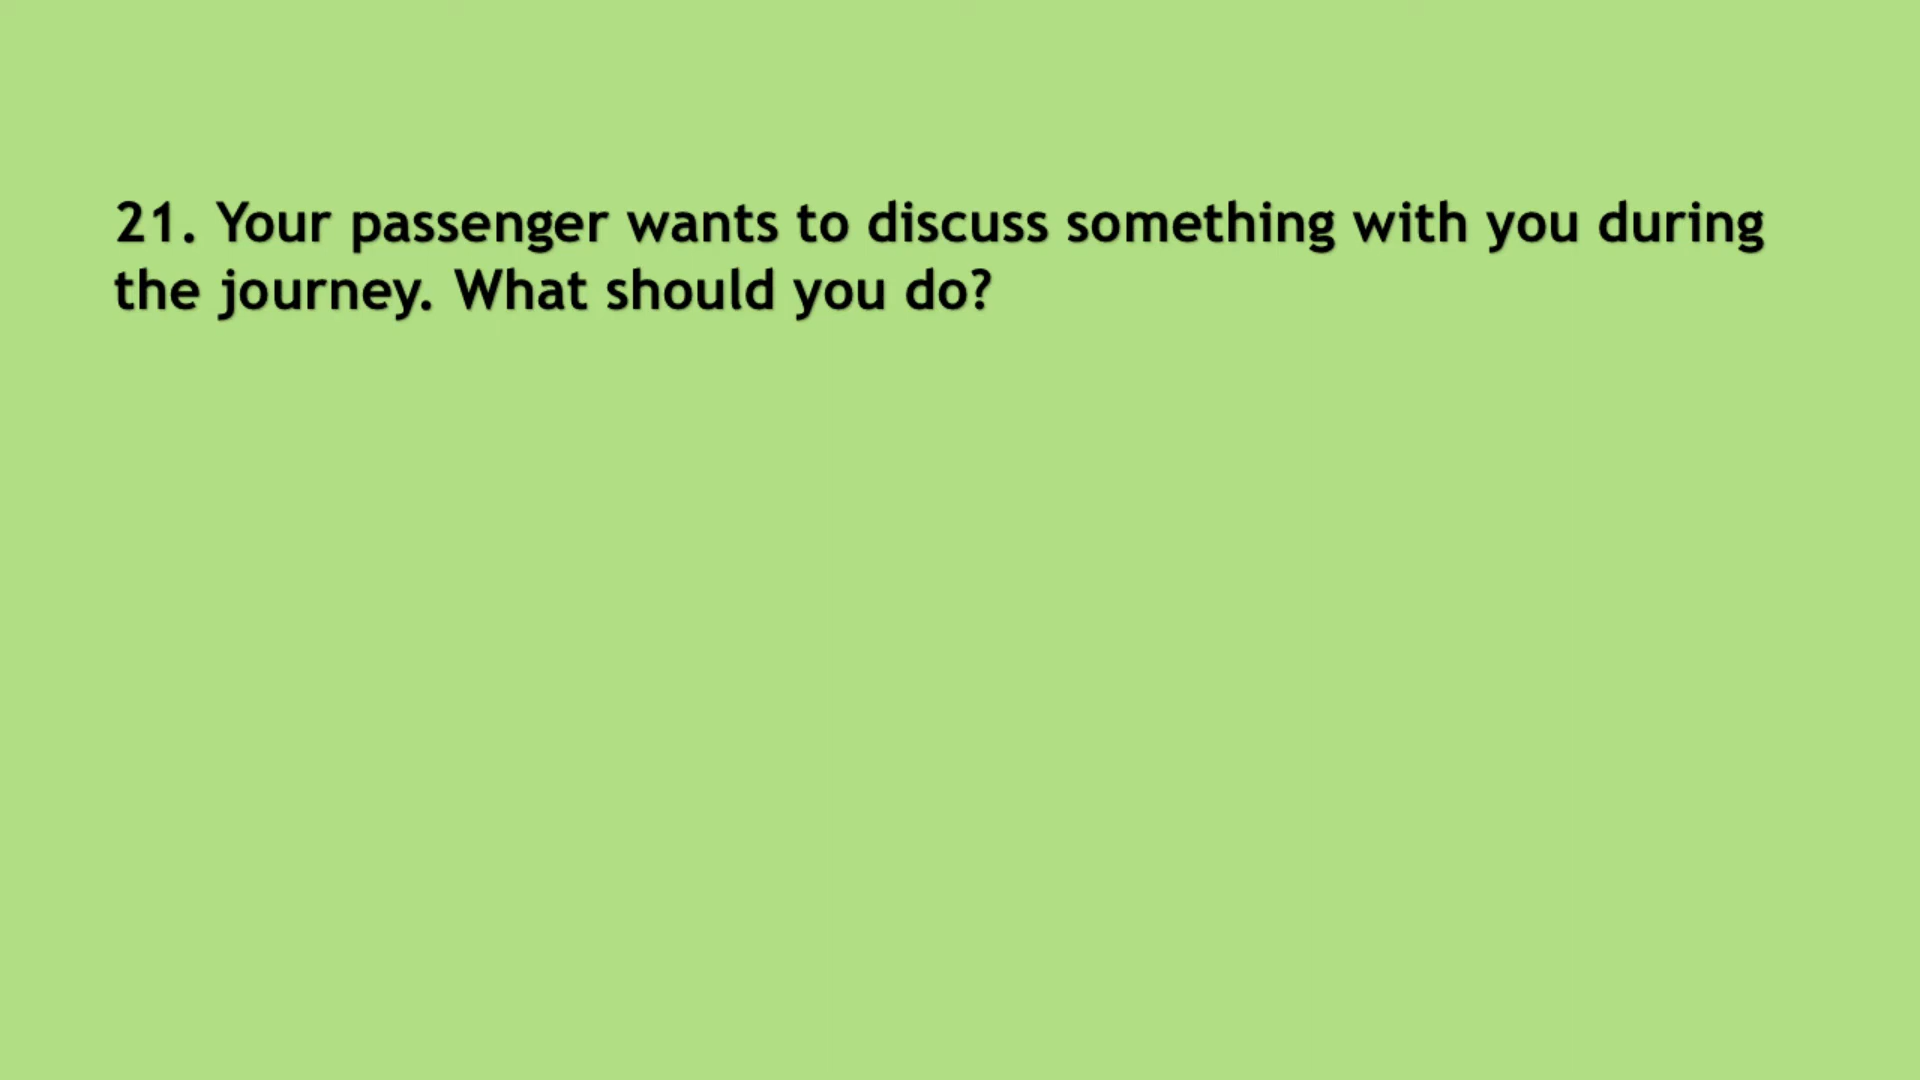 21. Your passenger wants to discuss something with you during
the journey. What should you do?